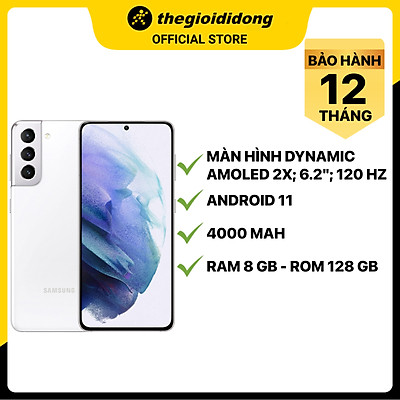 thegioididong
OFFICIAL STORE
BẢO HÀNH
12
THÁNG
MÀN HÌNH DYNAMIC
AMOLED 2X; 6.2"; 120 HZ
ANDROID 11
4000 MAH
RAM 8 GB - ROM 128 GB
SAMSUNG